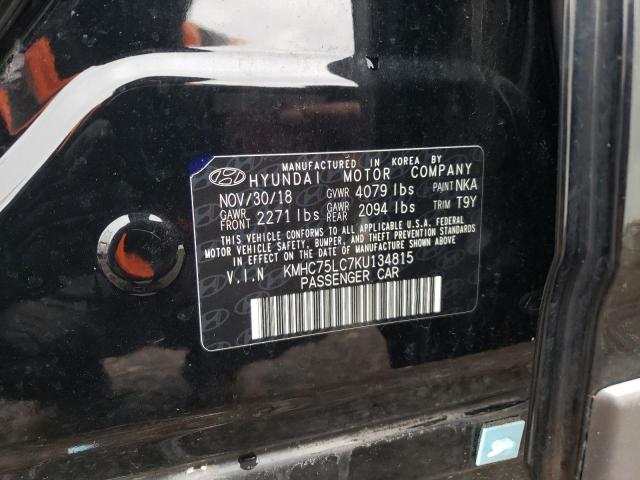 MANUFACTURED IN KOREA BY
HYUNDAI MOTOR COMPANY
NOV/30/18 GVWR 4079 lbs PAINT NKA
GAWR FRONT 2271 lbs GAWR REAR 2094 lbs TRIM T9Y
THIS VEHICLE CONFORMS TO ALL APPLICABLE U.S.A. FEDERAL
MOTOR VEHICLE SAFETY, BUMPER, AND THEFT PREVENTION
STANDARDS IN EFFECT ON THE DATE OF MANUFACTURE SHOWN ABOVE.
V.I.N KMHC75LC7KU134815
PASSENGER CAR